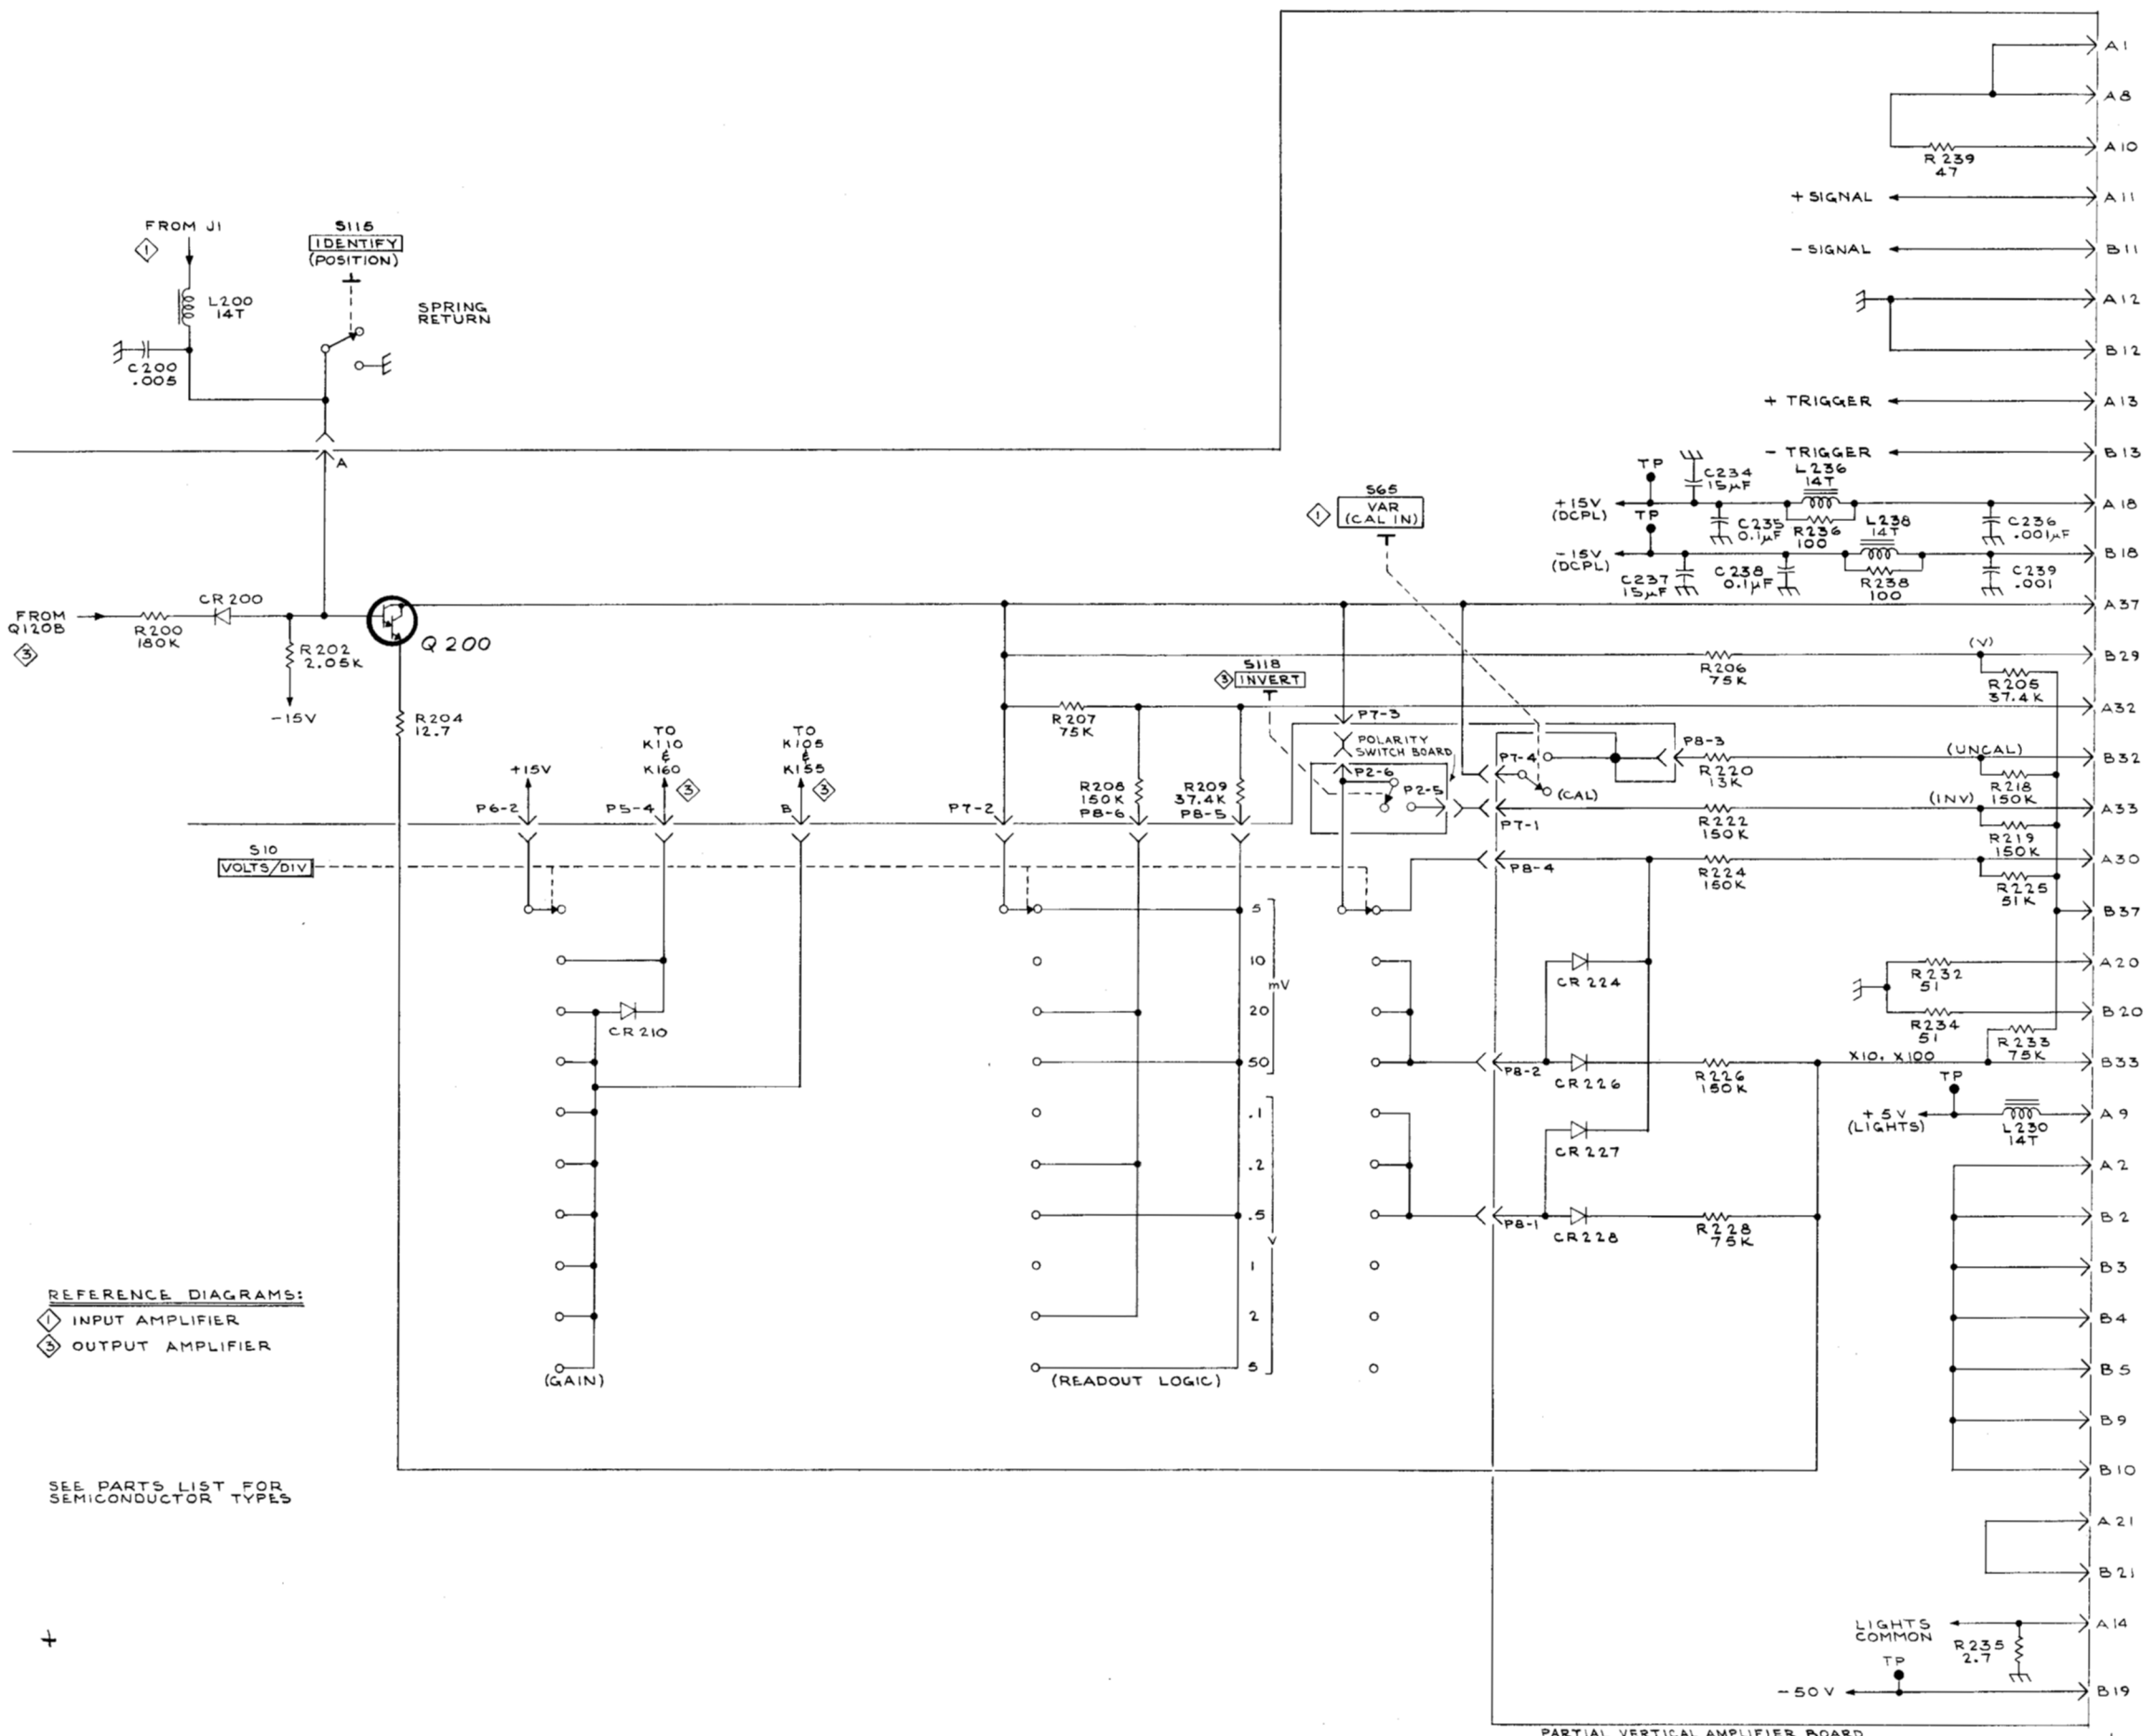 A1
A8
A10
R239
47
+ SIGNAL
A11
- SIGNAL
B11
A12
B12
+ TRIGGER
A13
- TRIGGER
B13
FROM J1
1
L200
14T
C200
.005
S115
IDENTIFY
(POSITION)
SPRING
RETURN
A
S65
VAR
(CAL IN)
1
TP
C234
15µF
L236
14T
+15V
(DCPL)
C235
0.1µF
R236
100
C236
.001µF
A18
TP
L238
14T
-15V
(DCPL)
C237
15µF
C238
0.1µF
R238
100
C239
.001
B18
FROM
Q120B
3
R200
180K
CR200
R202
2.05K
-15V
Q200
A37
(V)
B29
R206
75K
R205
37.4K
A32
R204
12.7
R207
75K
3
S118
INVERT
P7-3
POLARITY
SWITCH BOARD
P2-6
P2-5
P7-4
(CAL)
P7-1
P8-3
R220
13K
(UNCAL)
B32
R218
150K
(INV)
A33
R222
150K
R219
150K
A30
R224
150K
R225
51K
B37
+15V
P6-2
TO
K110
&
K160
3
P5-4
TO
K105
&
K155
3
B
P7-2
R208
150K
P8-6
R209
37.4K
P8-5
S10
VOLTS/DIV
P8-4
5
10
mV
20
50
.1
.2
.5
V
1
2
5
CR210
CR224
P8-2
CR226
R226
150K
CR227
P8-1
CR228
R228
75K
R232
51
A20
R234
51
B20
R233
75K
X10, X100
B33
TP
+5V
(LIGHTS)
L230
14T
A9
A2
B2
B3
B4
B5
B9
B10
(GAIN)
(READOUT LOGIC)
REFERENCE DIAGRAMS:
1 INPUT AMPLIFIER
3 OUTPUT AMPLIFIER
SEE PARTS LIST FOR
SEMICONDUCTOR TYPES
A21
B21
LIGHTS
COMMON
A14
R235
2.7
TP
-50V
B19
PARTIAL VERTICAL AMPLIFIER BOARD